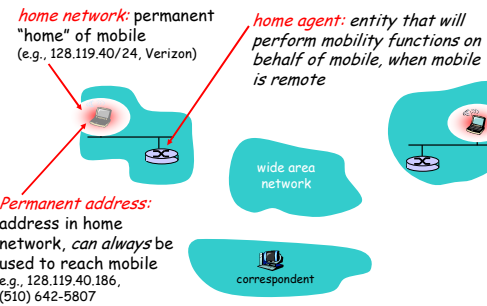 home network: permanent
“home” of mobile
(e.g., 128.119.40/24, Verizon)
home agent: entity that will
perform mobility functions on
behalf of mobile, when mobile
is remote
wide area
network
Permanent address:
address in home
network, can always be
used to reach mobile
e.g., 128.119.40.186,
(510) 642-5807
correspondent